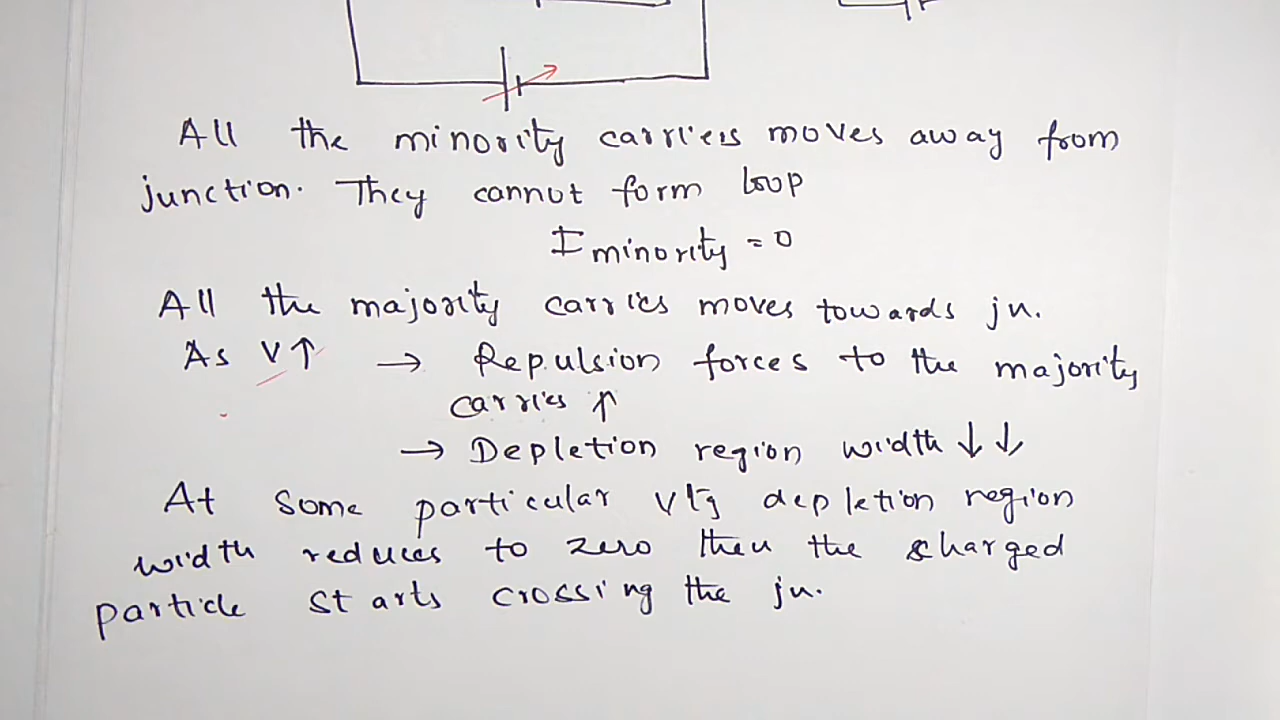 All the minority carriers moves away from
junction. They cannot form loop
I minority = 0
All the majority carries moves towards jn.
As V↑ → Repulsion forces to the majority
carries ↑
→ Depletion region width ↓↓
At some particular Vtg depletion region
width reduces to zero then the charged
particle starts crossing the jn.